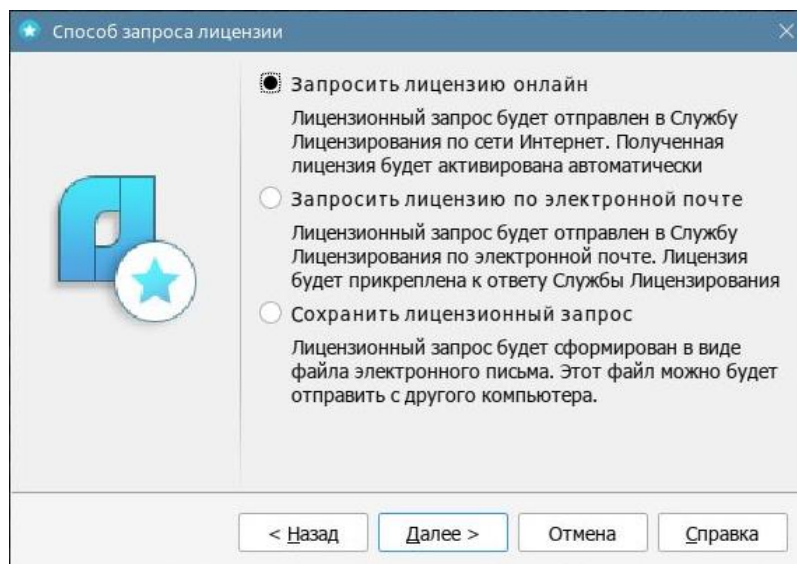 Способ запроса лицензии
Запросить лицензию онлайн
Лицензионный запрос будет отправлен в Службу
Лицензирования по сети Интернет. Полученная
лицензия будет активирована автоматически
Запросить лицензию по электронной почте
Лицензионный запрос будет отправлен в Службу
Лицензирования по электронной почте. Лицензия
будет прикреплена к ответу Службы Лицензирования
Сохранить лицензионный запрос
Лицензионный запрос будет сформирован в виде
файла электронного письма. Этот файл можно будет
отправить с другого компьютера.
< Назад Далее > Отмена Справка